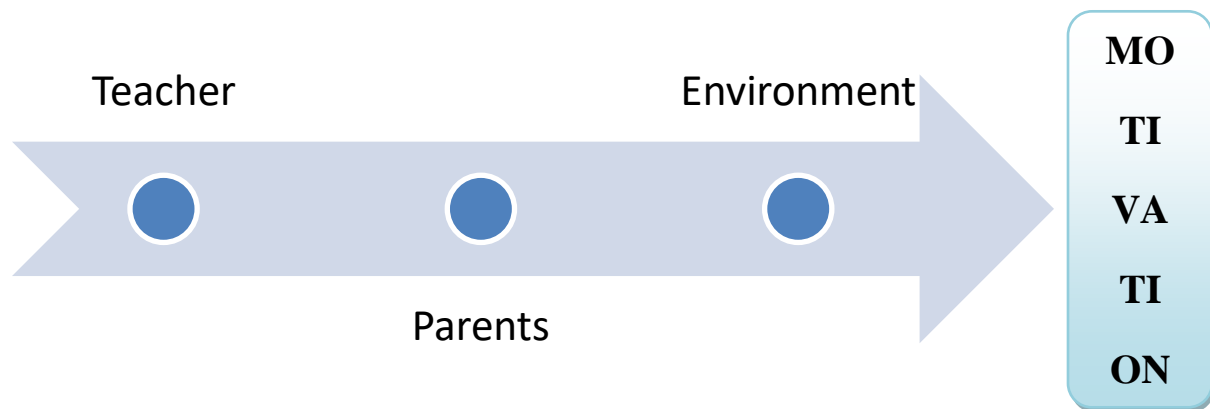 Teacher
Environment
Parents
MO
TI
VA
TI
ON